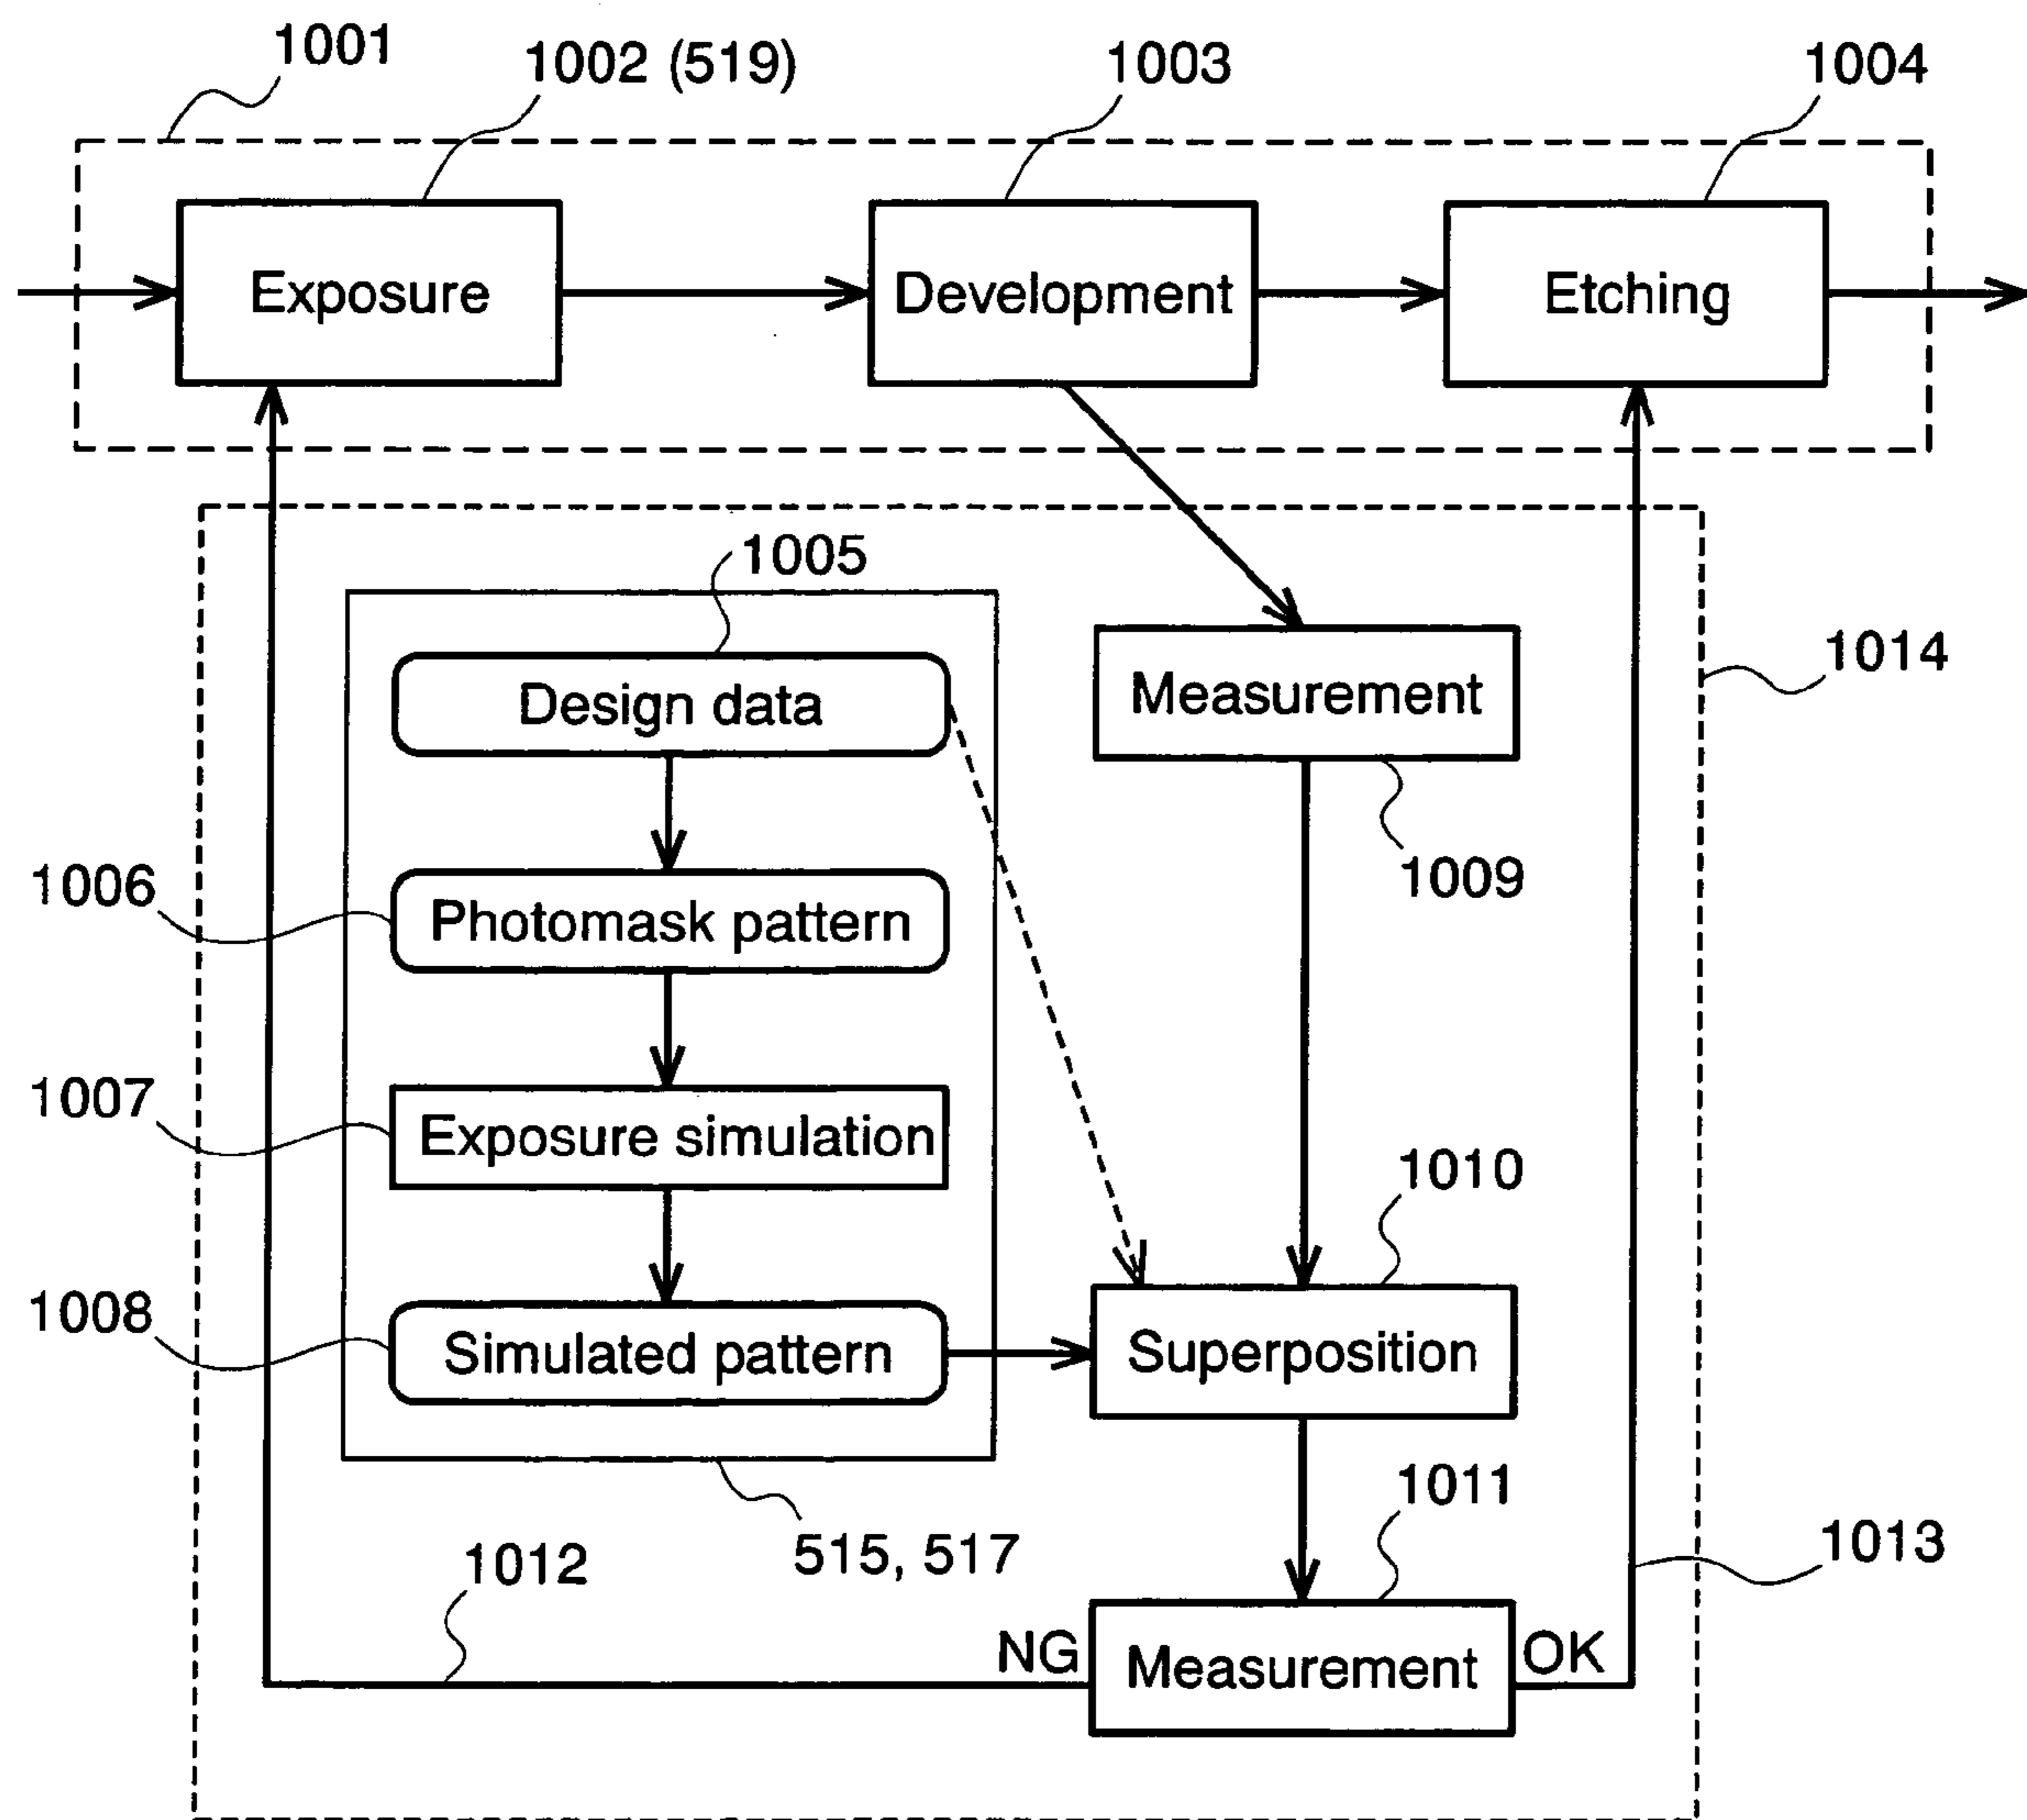 1001
1002 (519)
1003
1004
Exposure
Development
Etching
1005
Design data
Measurement
1014
1006
Photomask pattern
1009
1007
Exposure simulation
1010
1008
Simulated pattern
Superposition
1011
515, 517
1013
1012
NG
Measurement
OK